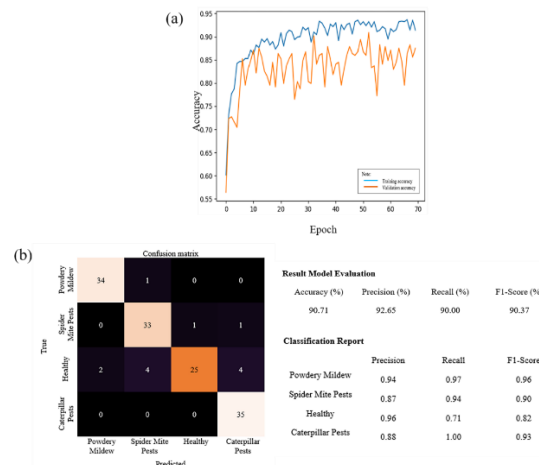 (a)
0.95
0.90
0.85
0.80
0.75
0.70
0.65
0.60
0.55
Accuracy
0 10 20 30 40 50 60 70
Epoch
Note
Training accuracy
Validation accuracy
(b)
Confusion matrix
True
Powdery
Mildew
34 1 0 0
Spider
Mite Pests
0 33 1 1
Healthy
2 4 25 4
Caterpillar
Pests
0 0 0 35
Powdery Spider Mite Healthy Caterpillar
Mildew Pests Pests
Predicted
Result Model Evaluation
Accuracy (%) Precision (%) Recall (%) F1-Score (%)
90.71 92.65 90.00 90.37
Classification Report
Precision Recall F1-Score
Powdery Mildew 0.94 0.97 0.96
Spider Mite Pests 0.87 0.94 0.90
Healthy 0.96 0.71 0.82
Caterpillar Pests 0.88 1.00 0.93